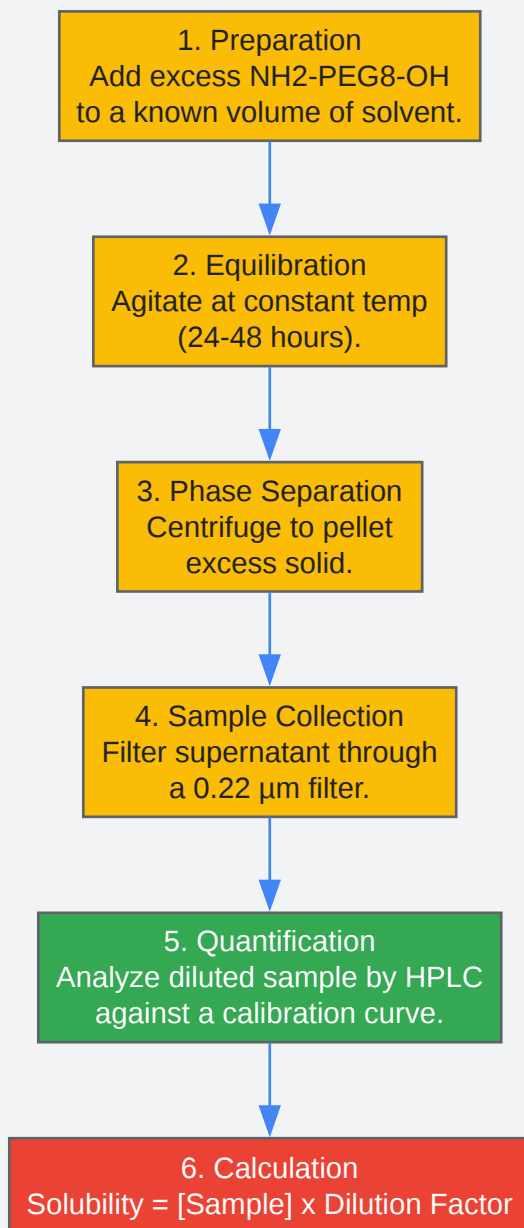 1. Preparation
Add excess NH2-PEG8-OH
to a known volume of solvent.
2. Equilibration
Agitate at constant temp
(24-48 hours).
3. Phase Separation
Centrifuge to pellet
excess solid.
4. Sample Collection
Filter supernatant through
a 0.22 µm filter.
5. Quantification
Analyze diluted sample by HPLC
against a calibration curve.
6. Calculation
Solubility = [Sample] x Dilution Factor